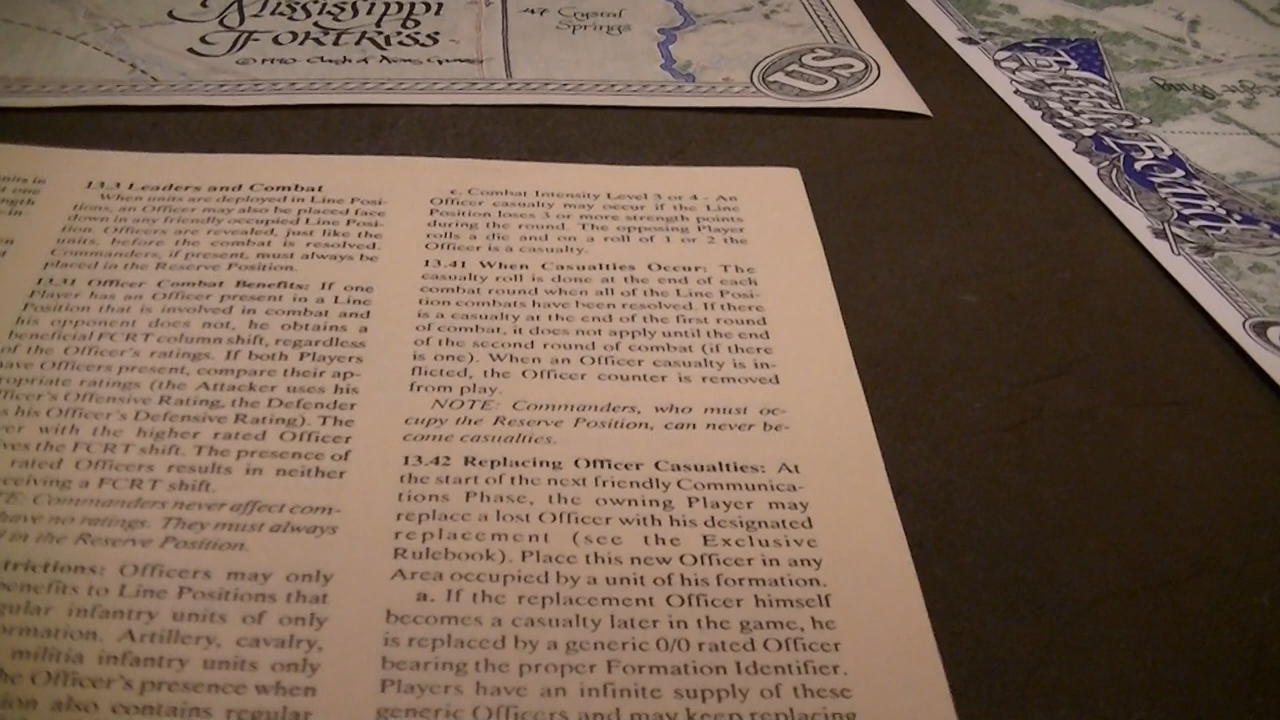 Mississippi
Fortress
47 Crystal
Springs
US
13.3 Leaders and Combat
When units are deployed in Line Posi-
tions, an Officer may also be placed face
down in any friendly occupied Line Posi-
tion. Officers are revealed, just like the
units, before the combat is resolved.
Commanders, if present, must always be
placed in the Reserve Position.
13.31 Officer Combat Benefits: If one
Player has an Officer present in a Line
Position that is involved in combat and
his opponent does not, he obtains a
beneficial FCRT column shift, regardless
of the Officer's ratings. If both Players
have Officers present, compare their ap-
ropriate ratings (the Attacker uses his
Officer's Offensive Rating, the Defender
his Officer's Defensive Rating). The
er with the higher rated Officer
ves the FCRT shift. The presence of
rated Officers results in neither
ceiving a FCRT shift.
TE: Commanders never affect com-
have no ratings. They must always
in the Reserve Position.
trictions: Officers may only
benefits to Line Positions that
gular infantry units of only
ormation. Artillery, cavalry,
militia infantry units only
he Officer's presence when
ion also contains regular
c. Combat Intensity Level 3 or 4 - An
Officer casualty may occur if the Line
Position loses 3 or more strength points
during the round. The opposing Player
rolls a die and on a roll of 1 or 2 the
Officer is a casualty.
13.41 When Casualties Occur: The
casualty roll is done at the end of each
combat round when all of the Line Posi-
tion combats have been resolved. If there
is a casualty at the end of the first round
of combat, it does not apply until the end
of the second round of combat (if there
is one). When an Officer casualty is in-
flicted, the Officer counter is removed
from play.
NOTE: Commanders, who must oc-
cupy the Reserve Position, can never be-
come casualties.
13.42 Replacing Officer Casualties: At
the start of the next friendly Communica-
tions Phase, the owning Player may
replace a lost Officer with his designated
replacement (see the Exclusive
Rulebook). Place this new Officer in any
Area occupied by a unit of his formation.
a. If the replacement Officer himself
becomes a casualty later in the game, he
is replaced by a generic 0/0 rated Officer
bearing the proper Formation Identifier.
Players have an infinite supply of these
generic Officers and may keep replacing